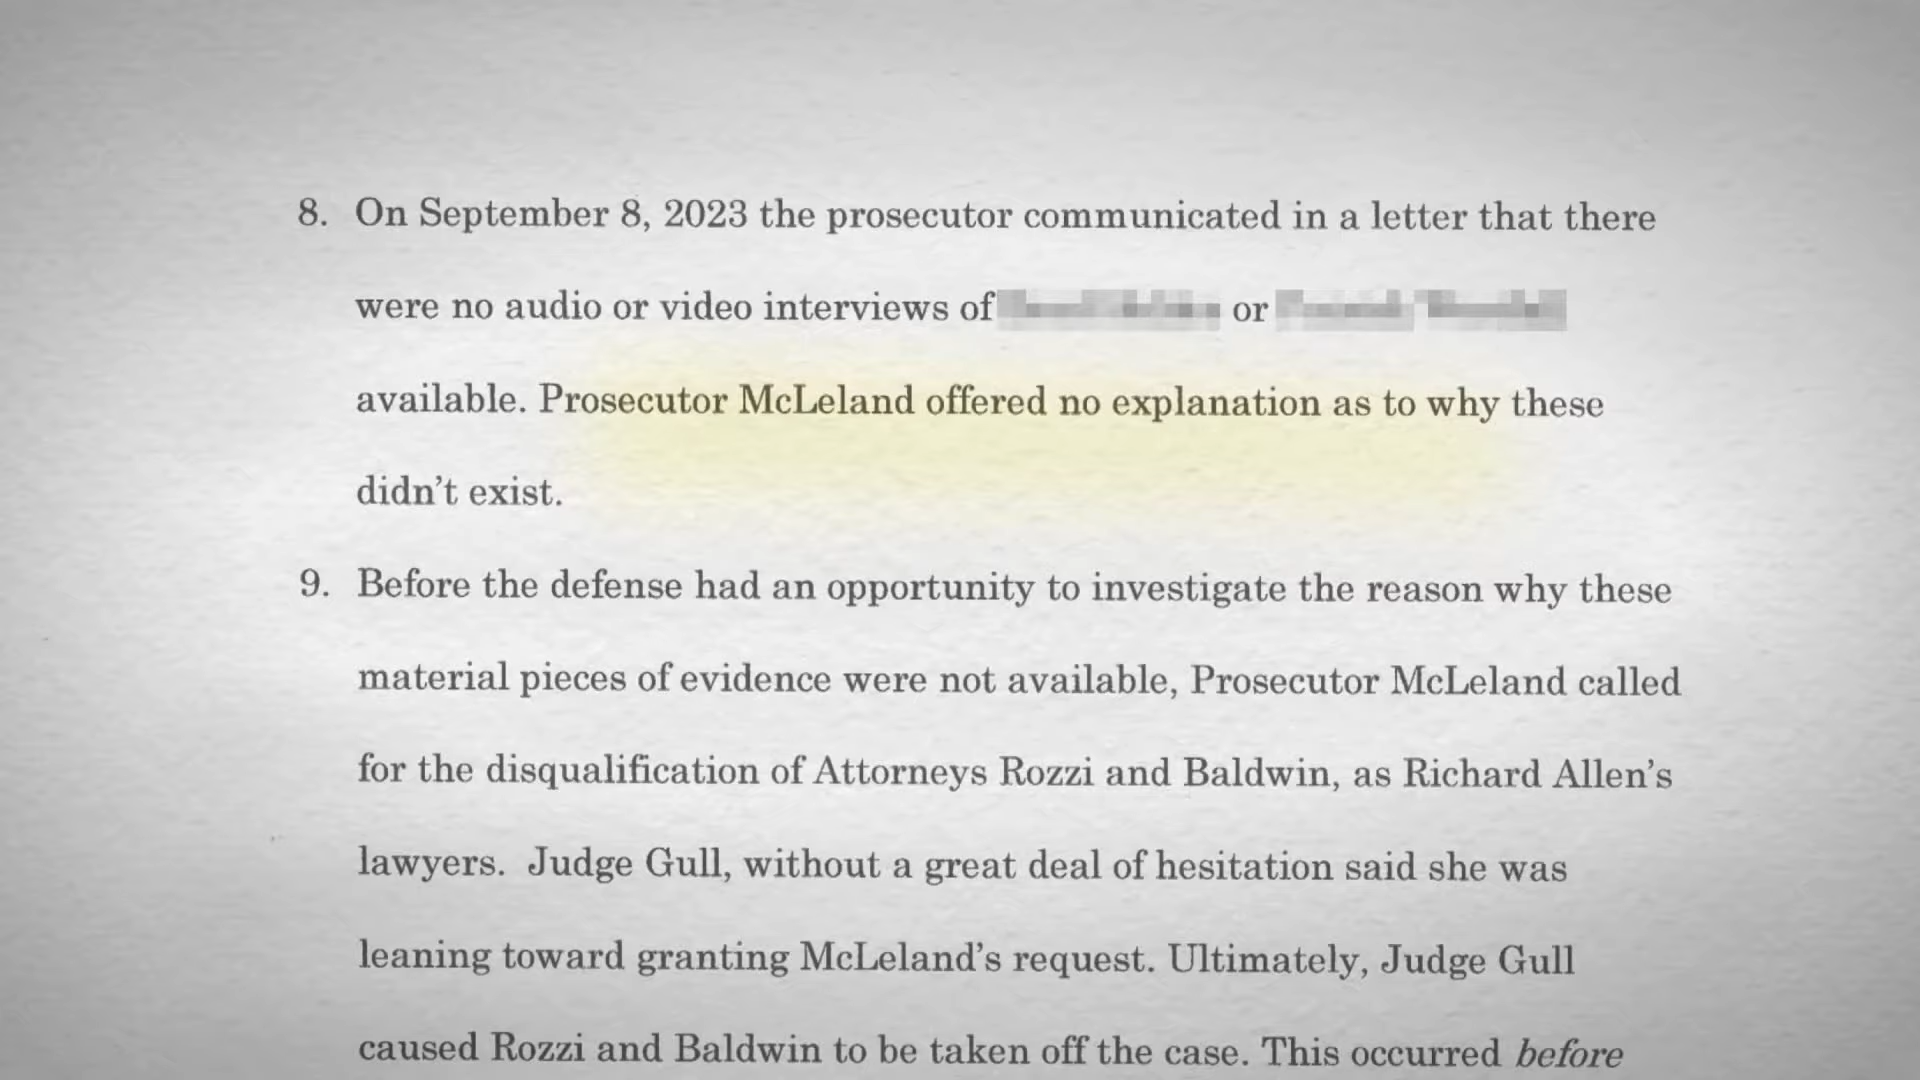 8. On September 8, 2023 the prosecutor communicated in a letter that there
were no audio or video interviews of or
available. Prosecutor McLeland offered no explanation as to why these
didn’t exist.
9. Before the defense had an opportunity to investigate the reason why these
material pieces of evidence were not available, Prosecutor McLeland called
for the disqualification of Attorneys Rozzi and Baldwin, as Richard Allen’s
lawyers. Judge Gull, without a great deal of hesitation said she was
leaning toward granting McLeland’s request. Ultimately, Judge Gull
caused Rozzi and Baldwin to be taken off the case. This occurred before